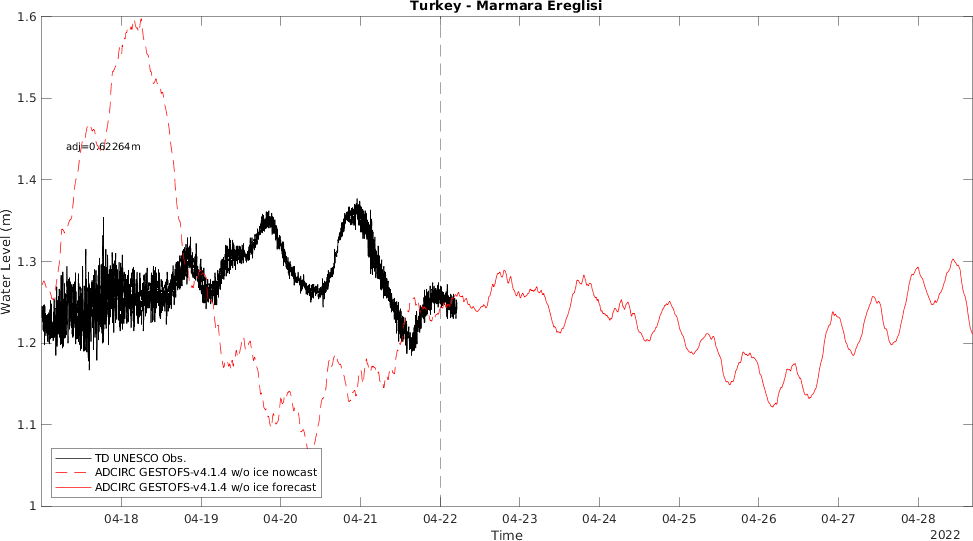 Turkey - Marmara Ereglisi
1.6
1.5
1.4
1.3
1.2
1.1
1
Water Level (m)
adj=0.62264m
TD UNESCO Obs.
ADCIRC GESTOFS-v4.1.4 w/o ice nowcast
ADCIRC GESTOFS-v4.1.4 w/o ice forecast
04-18 04-19 04-20 04-21 04-22 04-23 04-24 04-25 04-26 04-27 04-28
Time
2022